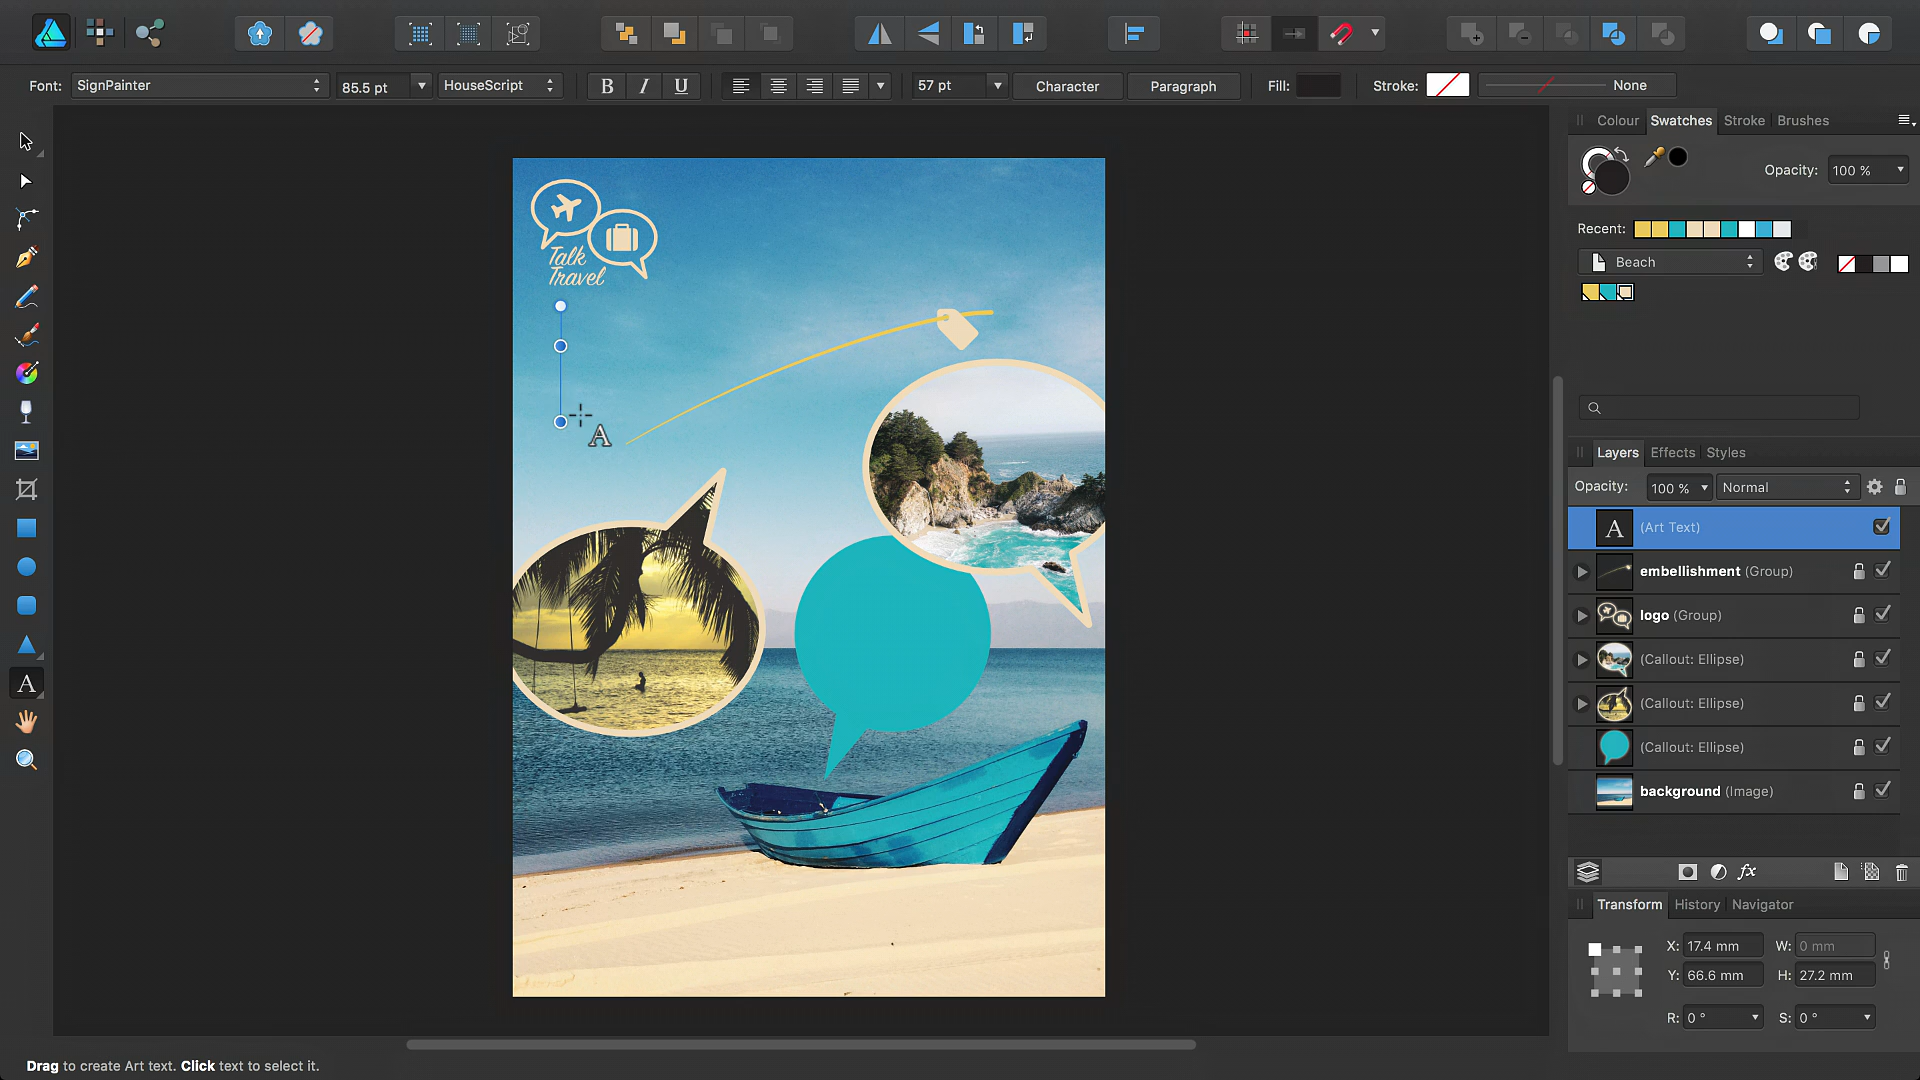 Font: SignPainter 85.5 pt HouseScript B I U 57 pt Character Paragraph Fill: Stroke: None
Colour Swatches Stroke Brushes
Opacity: 100 %
Recent:
Beach
Talk
Travel
A
Layers Effects Styles
Opacity: 100 % Normal
A (Art Text)
embellishment (Group)
logo (Group)
(Callout: Ellipse)
(Callout: Ellipse)
(Callout: Ellipse)
background (Image)
fx
Transform History Navigator
X: 17.4 mm W: 0 mm
Y: 66.6 mm H: 27.2 mm
R: 0 ° S: 0 °
A
Drag to create Art text. Click text to select it.